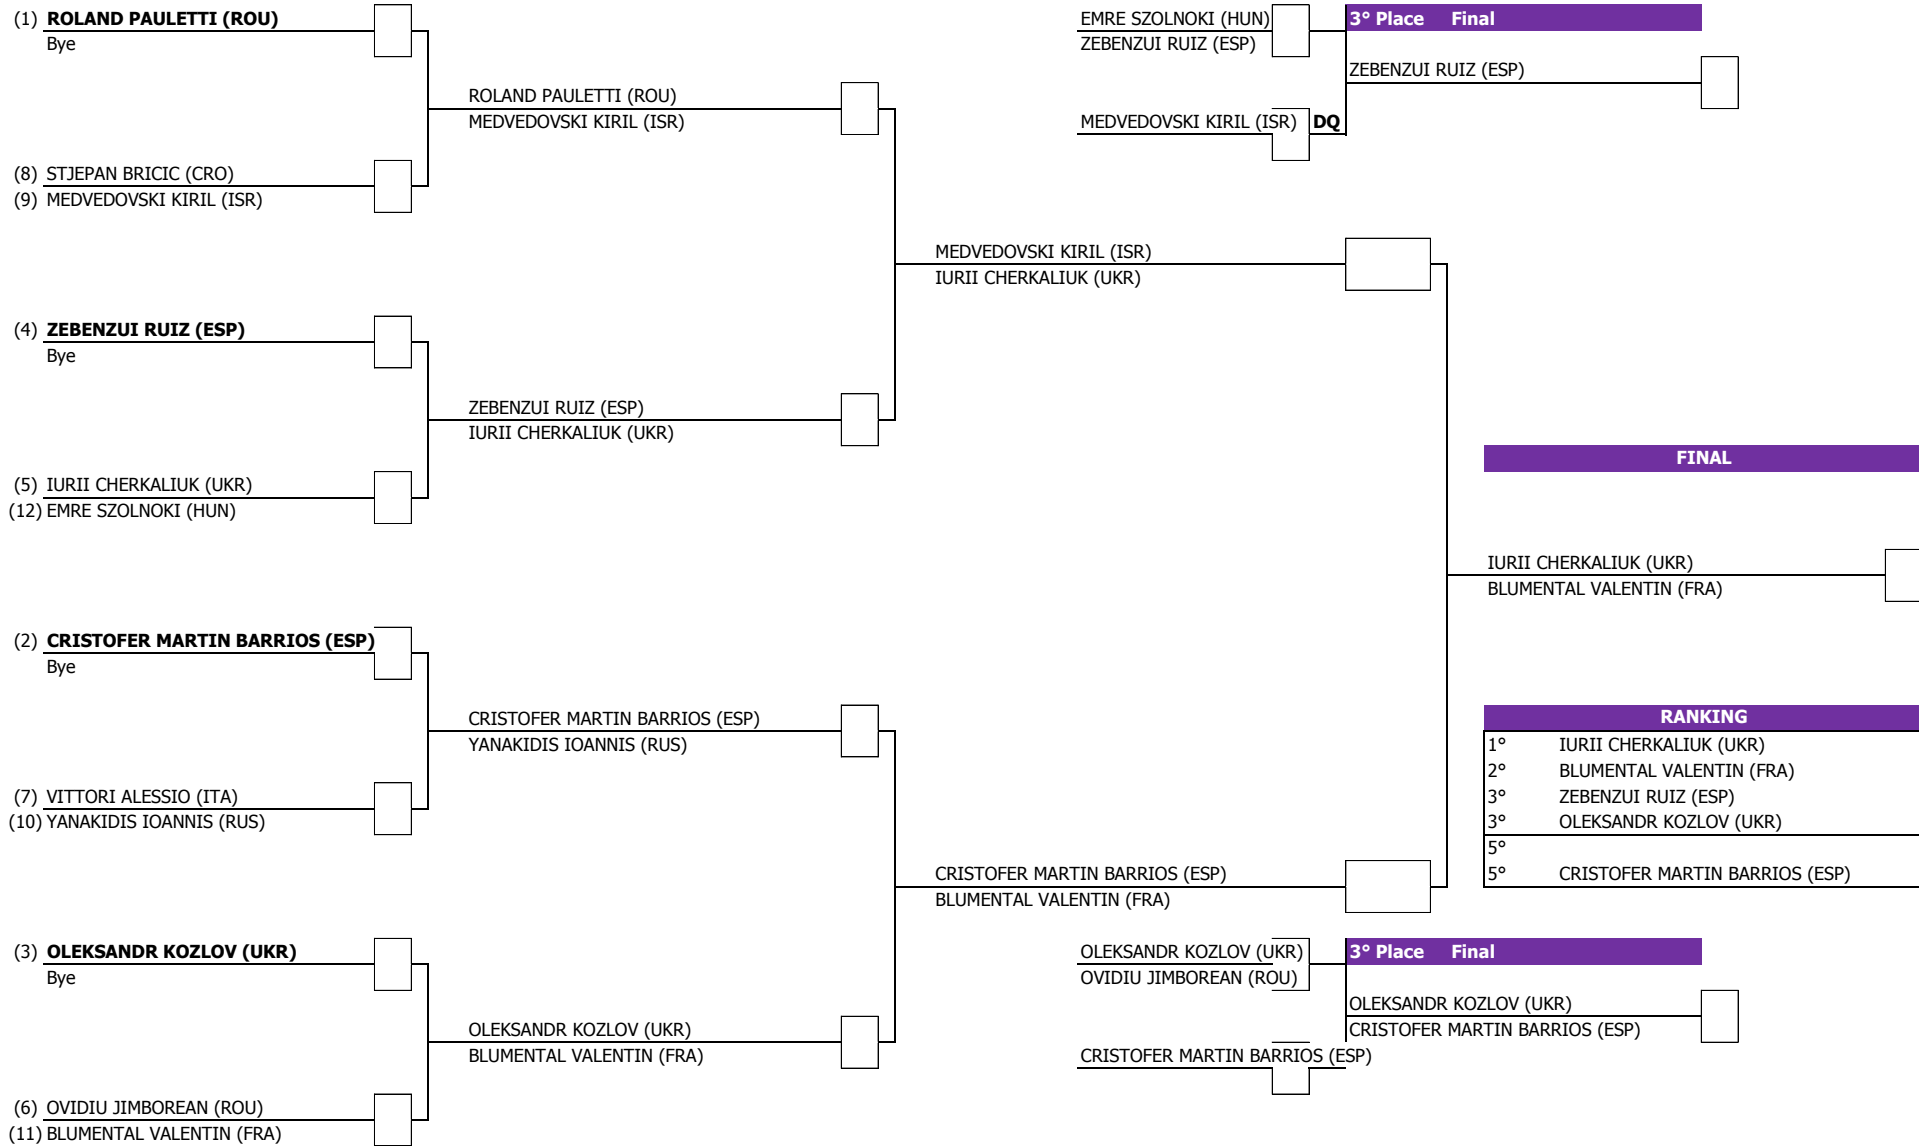 (1) ROLAND PAULETTI (ROU)
Bye
ROLAND PAULETTI (ROU)
MEDVEDOVSKI KIRIL (ISR)
(8) STJEPAN BRICIC (CRO)
(9) MEDVEDOVSKI KIRIL (ISR)
MEDVEDOVSKI KIRIL (ISR)
IURII CHERKALIUK (UKR)
(4) ZEBENZUI RUIZ (ESP)
Bye
ZEBENZUI RUIZ (ESP)
IURII CHERKALIUK (UKR)
(5) IURII CHERKALIUK (UKR)
(12) EMRE SZOLNOKI (HUN)
(2) CRISTOFER MARTIN BARRIOS (ESP)
Bye
CRISTOFER MARTIN BARRIOS (ESP)
YANAKIDIS IOANNIS (RUS)
(7) VITTORI ALESSIO (ITA)
(10) YANAKIDIS IOANNIS (RUS)
CRISTOFER MARTIN BARRIOS (ESP)
BLUMENTAL VALENTIN (FRA)
(3) OLEKSANDR KOZLOV (UKR)
Bye
OLEKSANDR KOZLOV (UKR)
BLUMENTAL VALENTIN (FRA)
(6) OVIDIU JIMBOREAN (ROU)
(11) BLUMENTAL VALENTIN (FRA)
EMRE SZOLNOKI (HUN)
ZEBENZUI RUIZ (ESP)
3° Place Final
ZEBENZUI RUIZ (ESP)
MEDVEDOVSKI KIRIL (ISR) DQ
FINAL
IURII CHERKALIUK (UKR)
BLUMENTAL VALENTIN (FRA)
RANKING
1° IURII CHERKALIUK (UKR)
2° BLUMENTAL VALENTIN (FRA)
3° ZEBENZUI RUIZ (ESP)
3° OLEKSANDR KOZLOV (UKR)
5°
5° CRISTOFER MARTIN BARRIOS (ESP)
OLEKSANDR KOZLOV (UKR)
OVIDIU JIMBOREAN (ROU)
3° Place Final
OLEKSANDR KOZLOV (UKR)
CRISTOFER MARTIN BARRIOS (ESP)
CRISTOFER MARTIN BARRIOS (ESP)